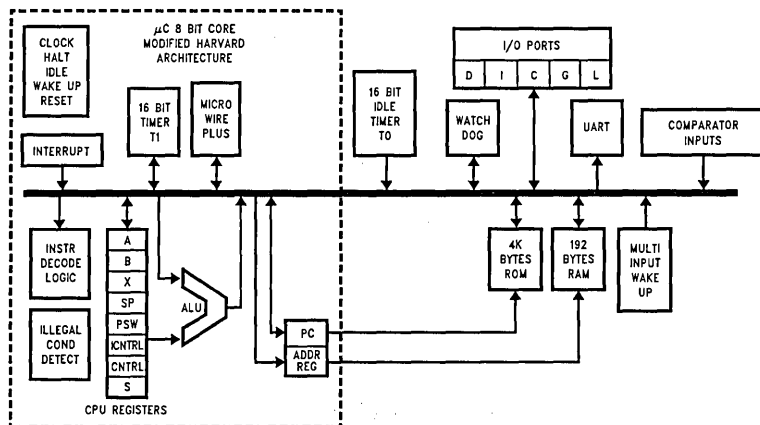 CLOCK
HALT
IDLE
WAKE UP
RESET
μC 8 BIT CORE
MODIFIED HARVARD
ARCHITECTURE
I/O PORTS
D I C G L
16 BIT
TIMER
T1
MICRO
WIRE
PLUS
16 BIT
IDLE
TIMER
T0
WATCH
DOG
UART
COMPARATOR
INPUTS
INTERRUPT
INSTR
DECODE
LOGIC
A
B
X
SP
PSW
ICNTRL
CNTRL
S
CPU REGISTERS
ALU
ILLEGAL
COND
DETECT
PC
ADDR
REG
4K
BYTES
ROM
192
BYTES
RAM
MULTI
INPUT
WAKE
UP